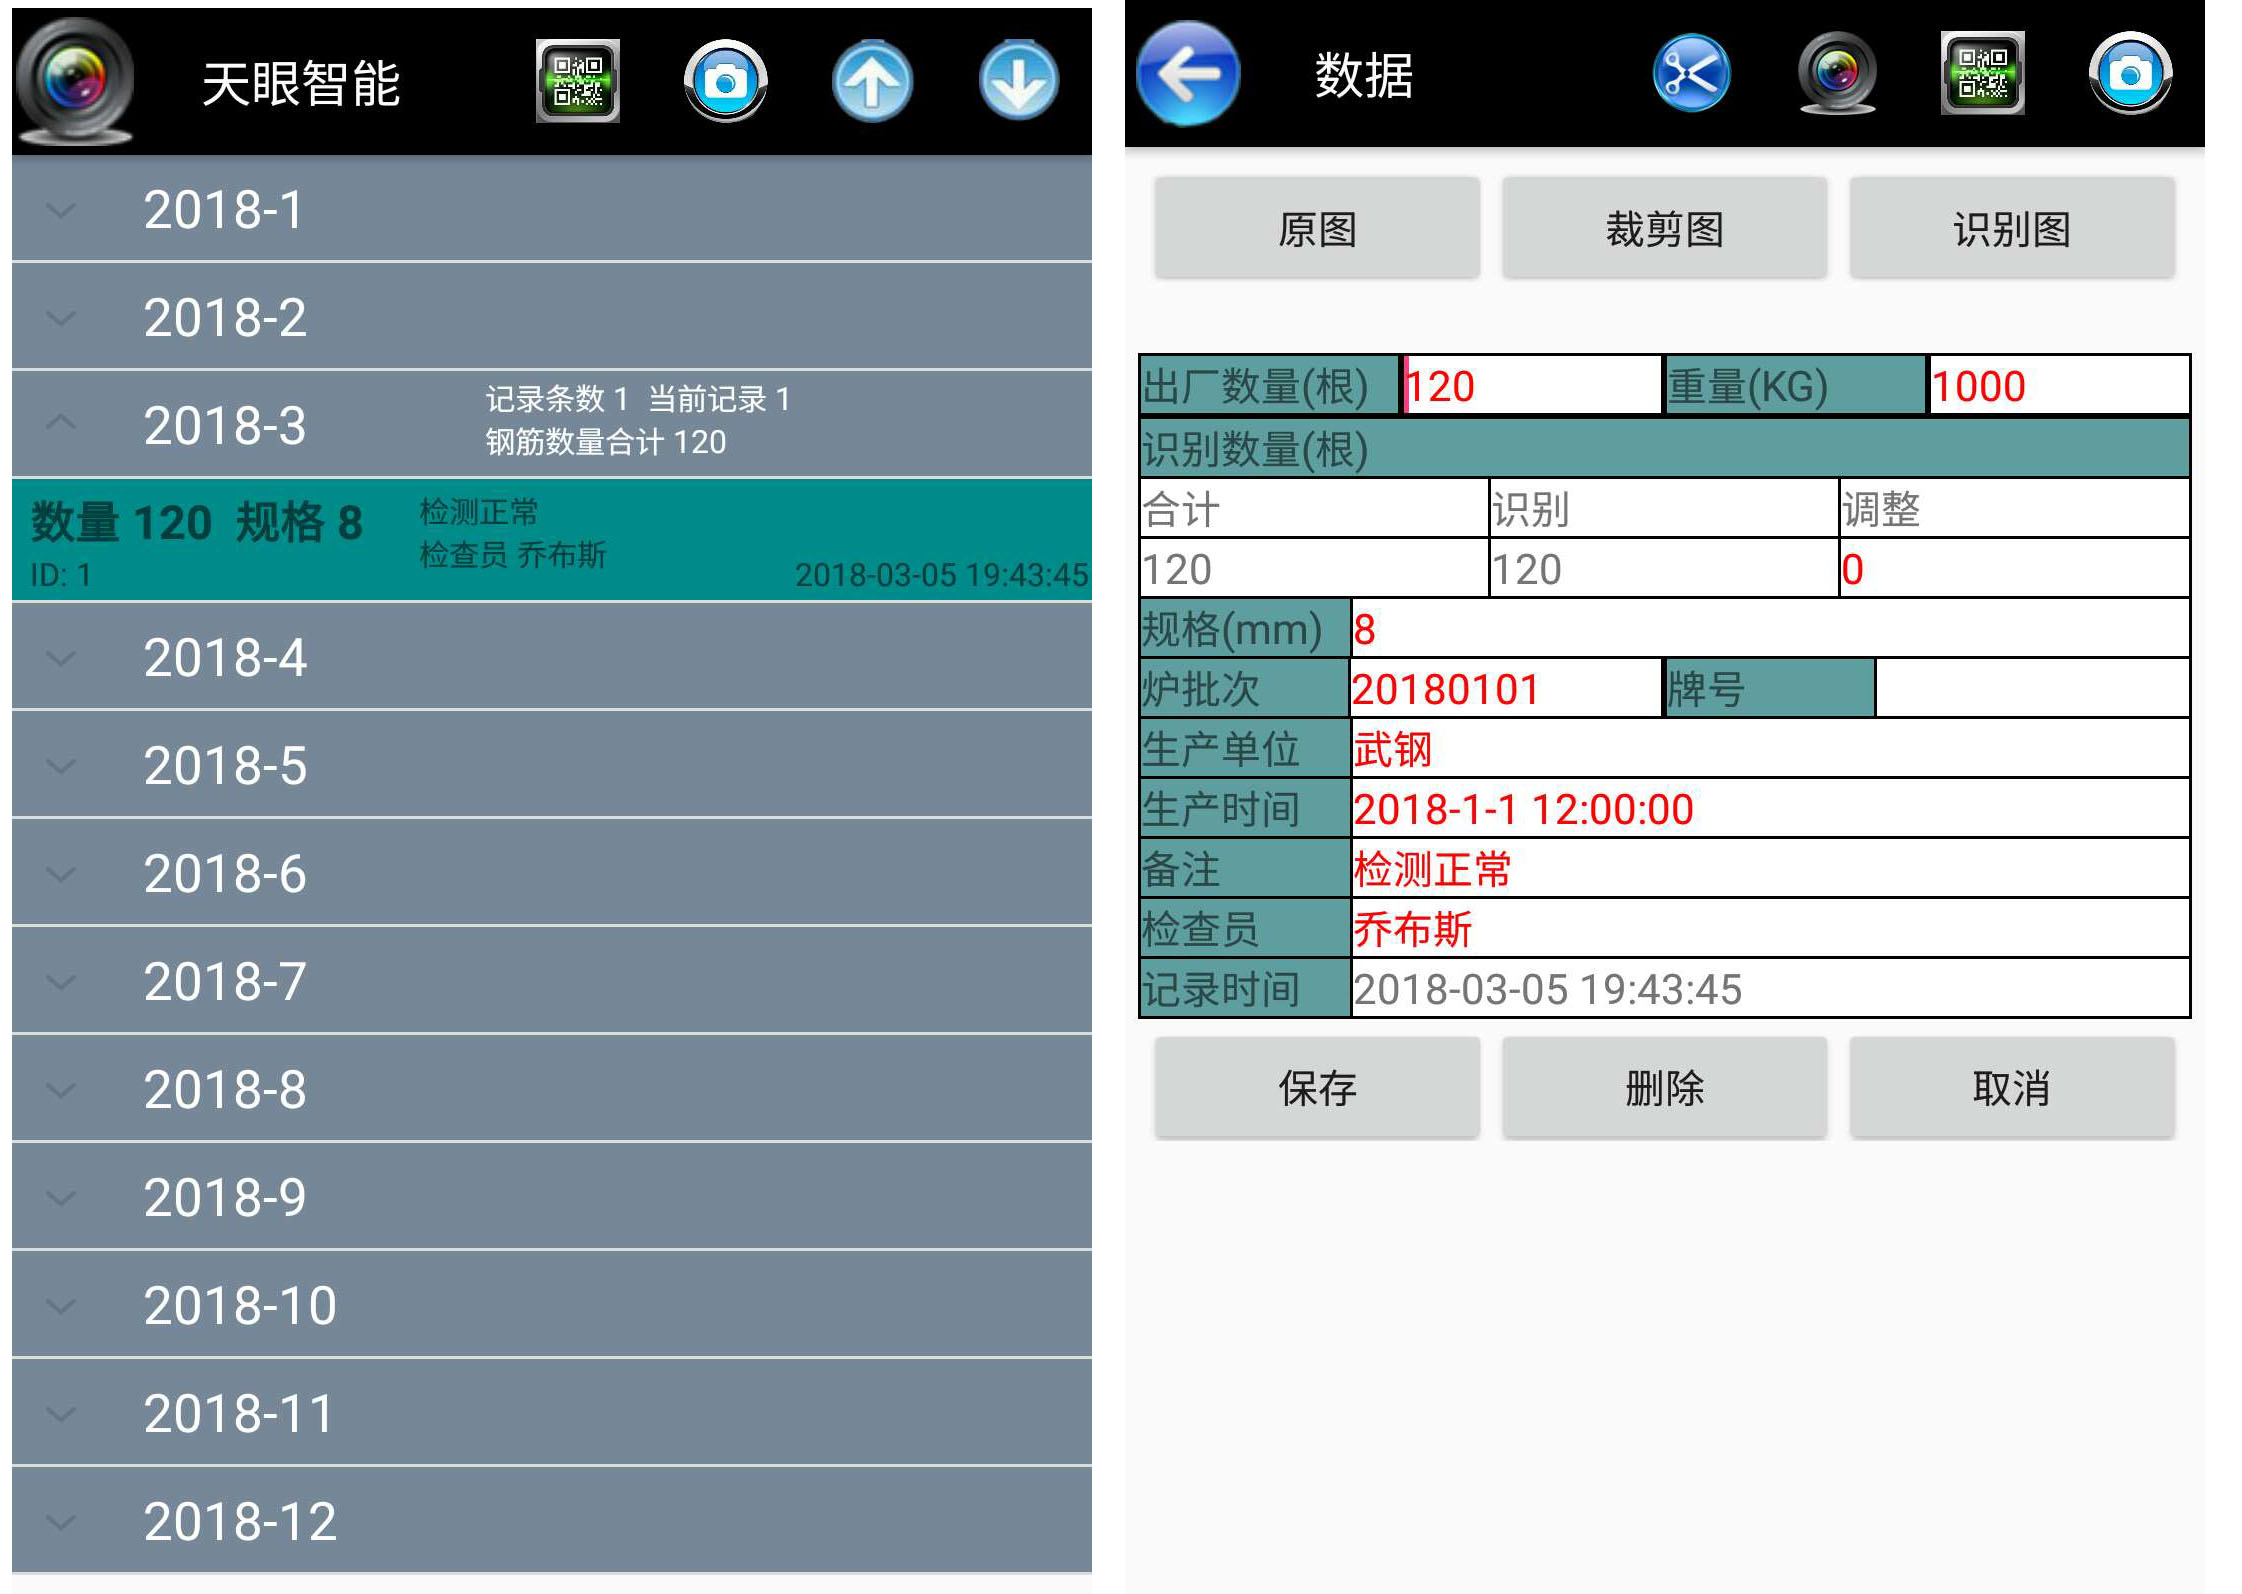 天眼智能
2018-1
2018-2
2018-3
记录条数 1 当前记录 1
钢筋数量合计 120
数量 120 规格 8
检测正常
检查员 乔布斯
ID: 1
2018-03-05 19:43:45
2018-4
2018-5
2018-6
2018-7
2018-8
2018-9
2018-10
2018-11
2018-12
数据
原图 裁剪图 识别图
出厂数量(根) 120 重量(KG) 1000
识别数量(根)
合计 识别 调整
120 120 0
规格(mm) 8
炉批次 20180101 牌号
生产单位 武钢
生产时间 2018-1-1 12:00:00
备注 检测正常
检查员 乔布斯
记录时间 2018-03-05 19:43:45
保存 删除 取消